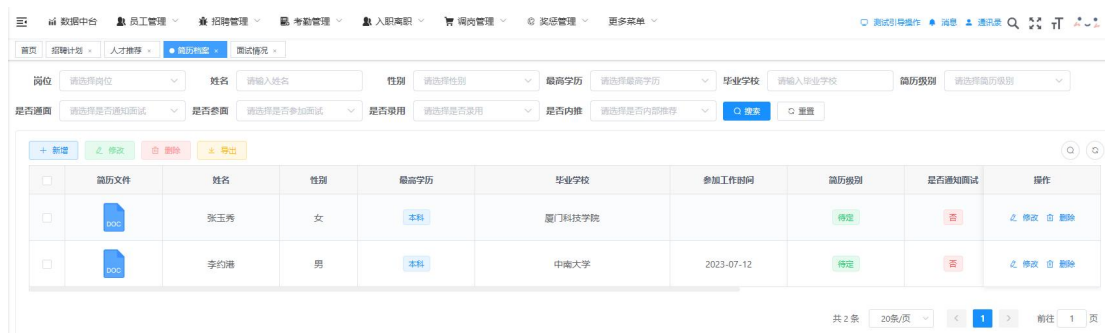 数据中台 员工管理 招聘管理 考勤管理 入职离职 调岗管理 奖惩管理 更多菜单 测试引导操作 消息 通讯录
首页 招聘计划 × 人才推荐 × 简历档案 × 面试情况 ×
岗位 请选择岗位 姓名 请输入姓名 性别 请选择性别 最高学历 请选择最高学历 毕业学校 请输入毕业学校 简历级别 请选择简历级别
是否通面 请选择是否通知面试 是否参面 请选择是否参加面试 是否录用 请选择是否录用 是否内推 请选择是否内部推荐 搜索 重置
+ 新增 修改 删除 导出
简历文件 姓名 性别 最高学历 毕业学校 参加工作时间 简历级别 是否通知面试 操作
DOC 张玉秀 女 本科 厦门科技学院 待定 否 修改 删除
DOC 李约港 男 本科 中南大学 2023-07-12 待定 否 修改 删除
共 2 条 20条/页 < 1 > 前往 1 页